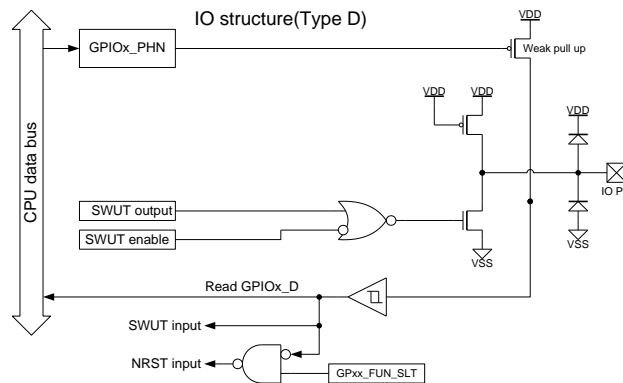 IO structure(Type D)
VDD
GPIOx_PHN
Weak pull up
VDD
VDD
VDD
CPU data bus
IO P
SWUT output
SWUT enable
VSS
VSS
Read GPIOx_D
SWUT input
NRST input
GPxx_FUN_SLT